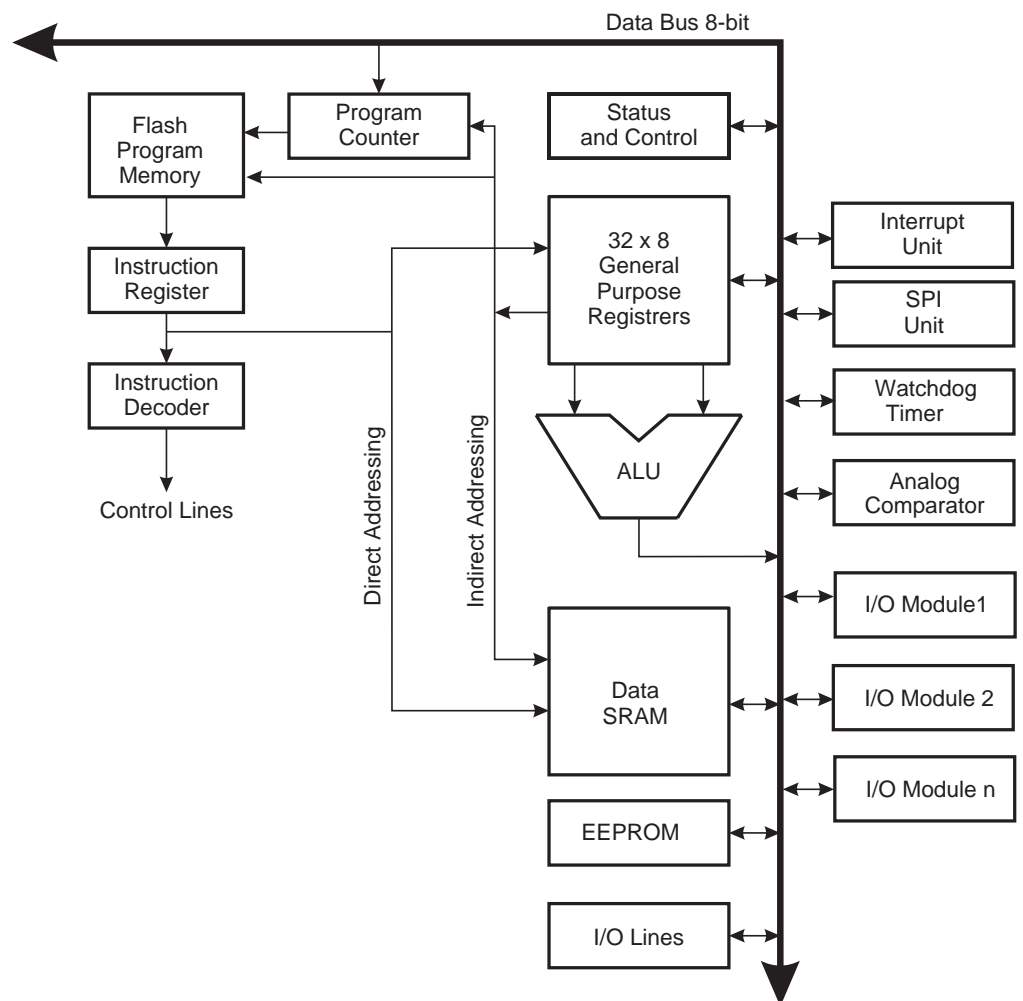 Data Bus 8-bit
Flash
Program
Memory
Program
Counter
Status
and Control
Interrupt
Unit
32 x 8
General
Purpose
Registrers
Instruction
Register
SPI
Unit
Instruction
Decoder
Watchdog
Timer
Direct Addressing
Indirect Addressing
ALU
Analog
Comparator
Control Lines
I/O Module1
Data
SRAM
I/O Module 2
I/O Module n
EEPROM
I/O Lines